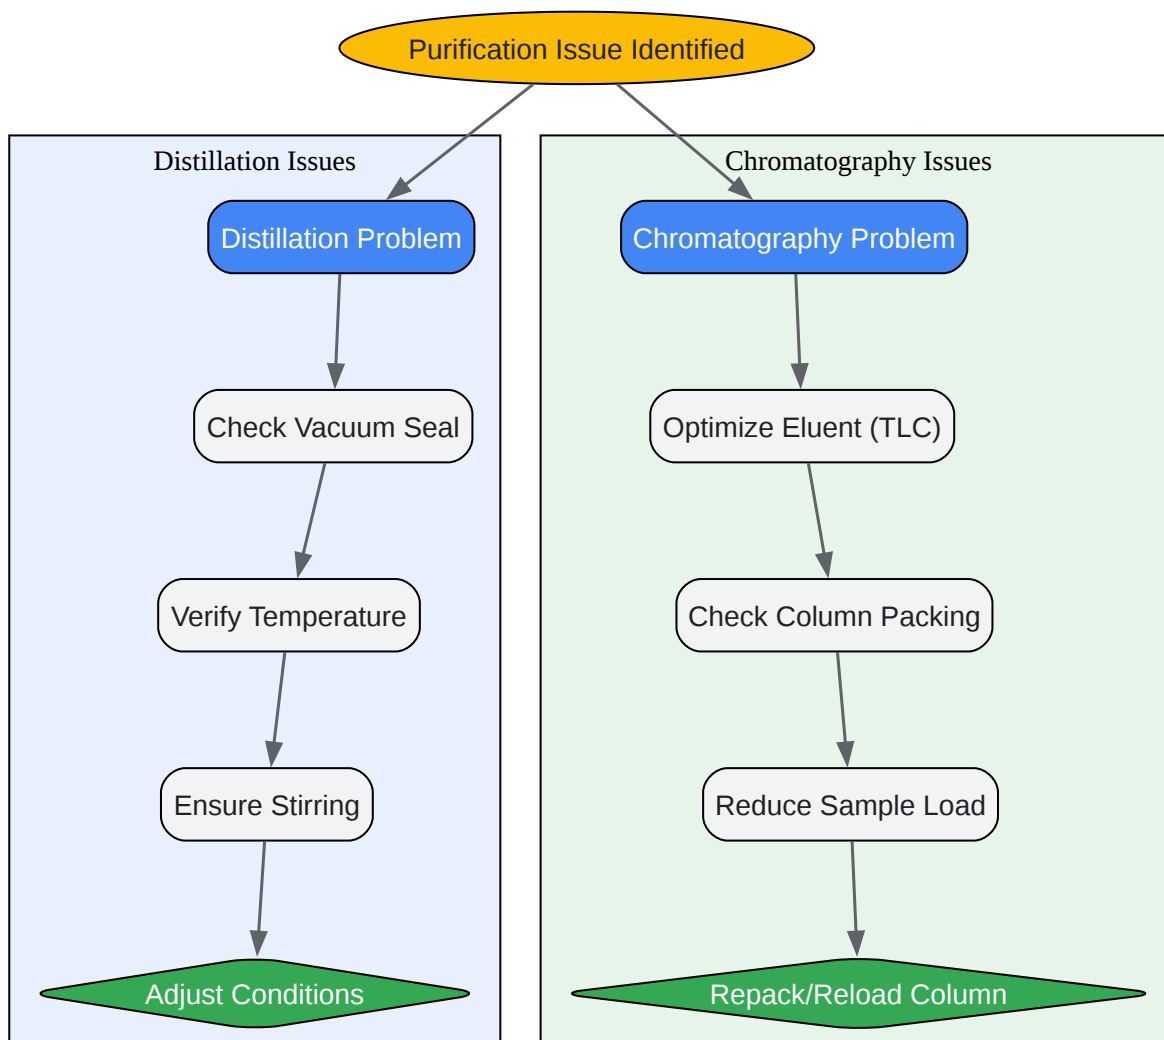 Purification Issue Identified
Distillation Issues
Distillation Problem
Check Vacuum Seal
Verify Temperature
Ensure Stirring
Adjust Conditions
Chromatography Issues
Chromatography Problem
Optimize Eluent (TLC)
Check Column Packing
Reduce Sample Load
Repack/Reload Column